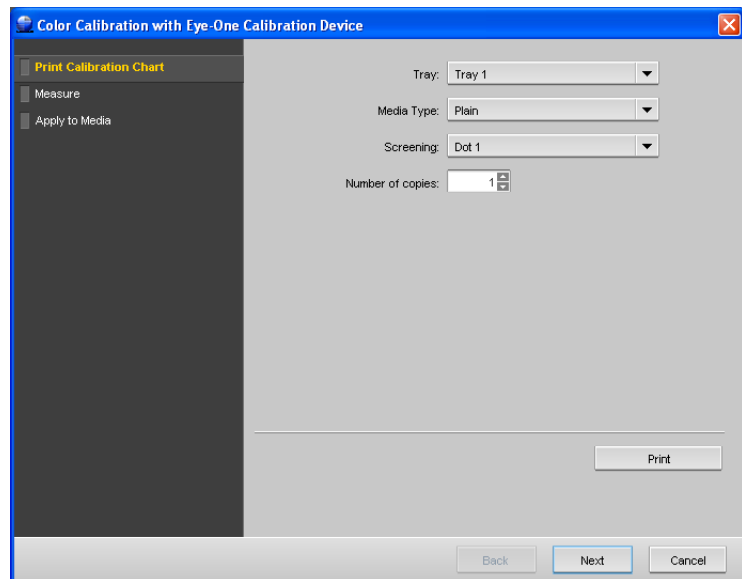 Color Calibration with Eye-One Calibration Device
Print Calibration Chart
Measure
Apply to Media
Tray: Tray 1
Media Type: Plain
Screening: Dot 1
Number of copies: 1
Print
Back Next Cancel